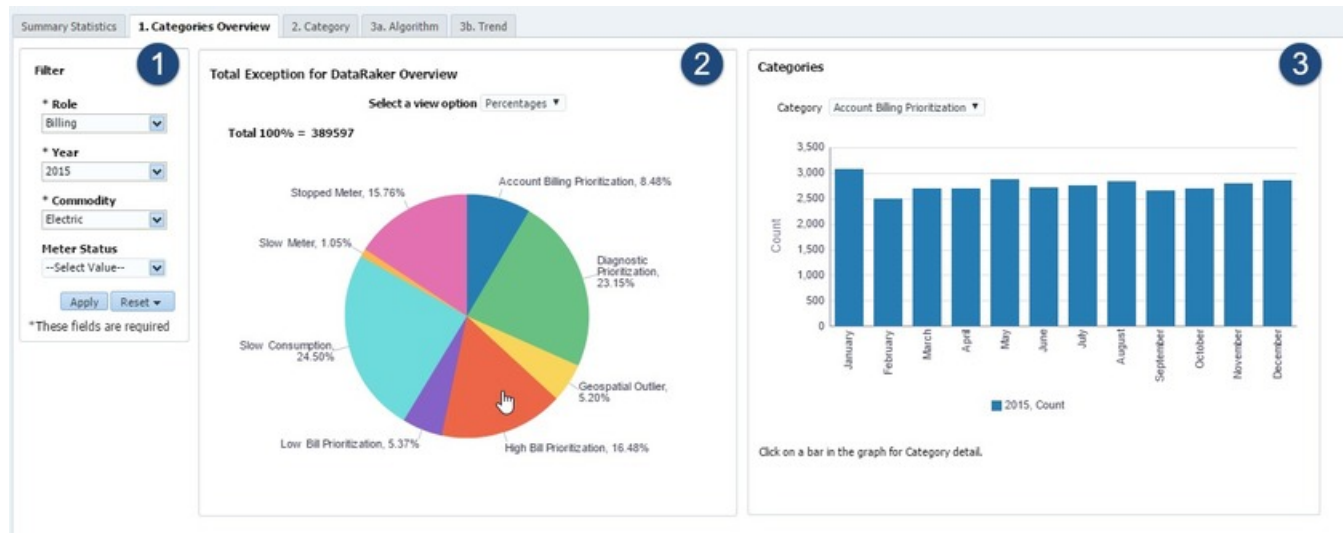 Summary Statistics
1. Categories Overview
2. Category
3a. Algorithm
3b. Trend
1
Filter
* Role
Billing
* Year
2015
* Commodity
Electric
Meter Status
--Select Value--
Apply
Reset
*These fields are required
2
Total Exception for DataRaker Overview
Select a view option Percentages
Total 100% = 389597
Account Billing Prioritization, 8.48%
Diagnostic
Prioritization,
23.15%
Geospatial Outlier,
5.20%
High Bill Prioritization, 16.48%
Low Bill Prioritization, 5.37%
Slow Consumption,
24.50%
Slow Meter, 1.05%
Stopped Meter, 15.76%
3
Categories
Category Account Billing Prioritization
3,500
3,000
2,500
2,000
1,500
1,000
500
0
Count
January
February
March
April
May
June
July
August
September
October
November
December
2015, Count
Click on a bar in the graph for Category detail.